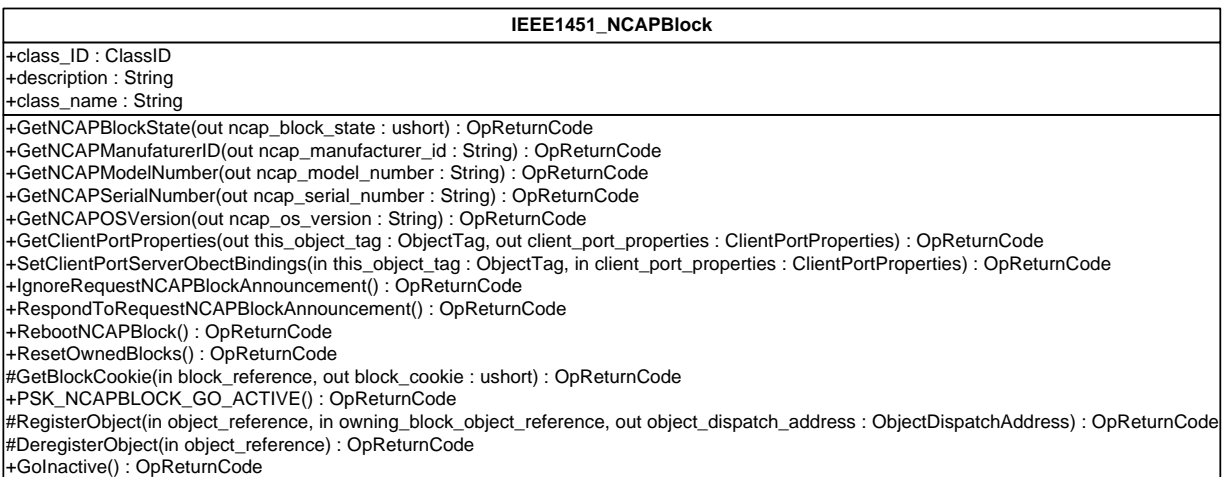 IEEE1451_NCAPBlock
+class_ID : ClassID
+description : String
+class_name : String
+GetNCAPBlockState(out ncap_block_state : ushort) : OpReturnCode
+GetNCAPManufaturerID(out ncap_manufacturer_id : String) : OpReturnCode
+GetNCAPModelNumber(out ncap_model_number : String) : OpReturnCode
+GetNCAPSerialNumber(out ncap_serial_number : String) : OpReturnCode
+GetNCAPOSVersion(out ncap_os_version : String) : OpReturnCode
+GetClientPortProperties(out this_object_tag : ObjectTag, out client_port_properties : ClientPortProperties) : OpReturnCode
+SetClientPortServerObectBindings(in this_object_tag : ObjectTag, in client_port_properties : ClientPortProperties) : OpReturnCode
+IgnoreRequestNCAPBlockAnnouncement() : OpReturnCode
+RespondToRequestNCAPBlockAnnouncement() : OpReturnCode
+RebootNCAPBlock() : OpReturnCode
+ResetOwnedBlocks() : OpReturnCode
#GetBlockCookie(in block_reference, out block_cookie : ushort) : OpReturnCode
+PSK_NCAPBLOCK_GO_ACTIVE() : OpReturnCode
#RegisterObject(in object_reference, in owning_block_object_reference, out object_dispatch_address : ObjectDispatchAddress) : OpReturnCode
#DeregisterObject(in object_reference) : OpReturnCode
+GoInactive() : OpReturnCode